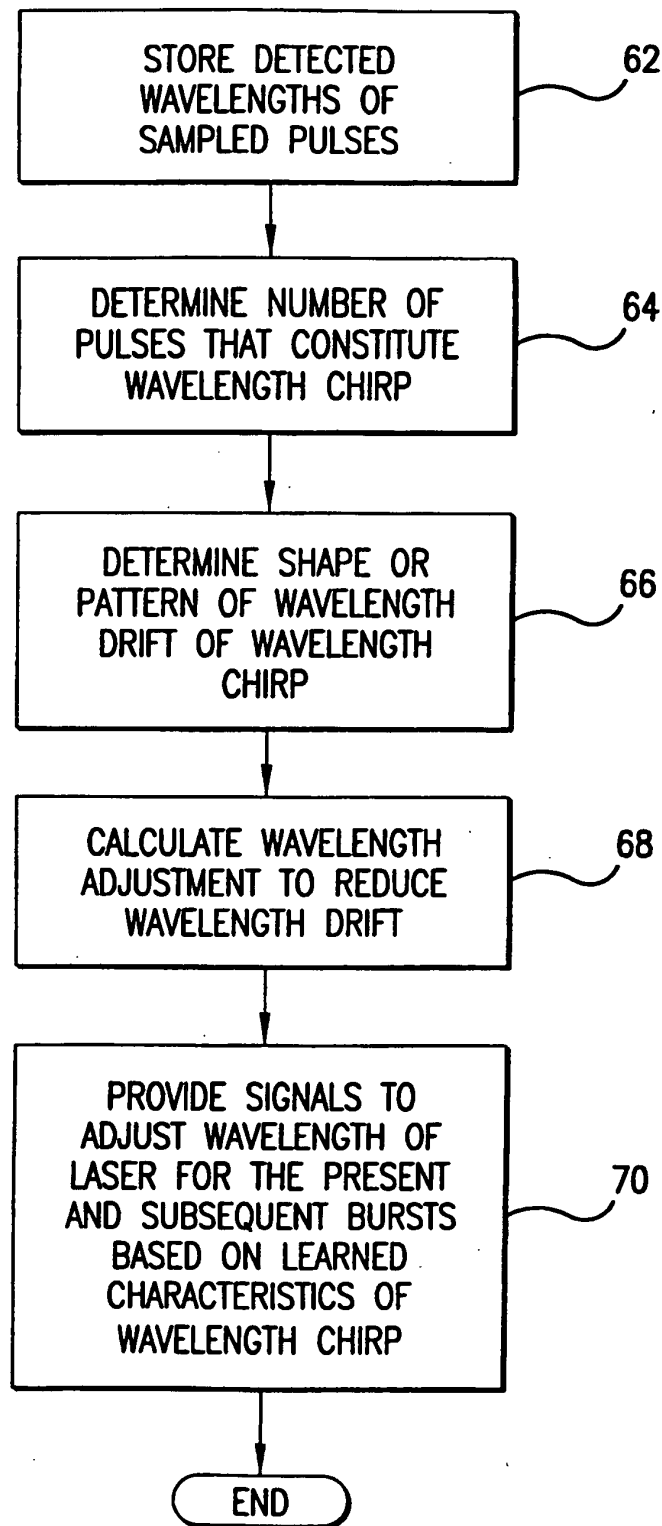 STORE DETECTED
WAVELENGTHS OF
SAMPLED PULSES
62
DETERMINE NUMBER OF
PULSES THAT CONSTITUTE
WAVELENGTH CHIRP
64
DETERMINE SHAPE OR
PATTERN OF WAVELENGTH
DRIFT OF WAVELENGTH
CHIRP
66
CALCULATE WAVELENGTH
ADJUSTMENT TO REDUCE
WAVELENGTH DRIFT
68
PROVIDE SIGNALS TO
ADJUST WAVELENGTH OF
LASER FOR THE PRESENT
AND SUBSEQUENT BURSTS
BASED ON LEARNED
CHARACTERISTICS OF
WAVELENGTH CHIRP
70
END